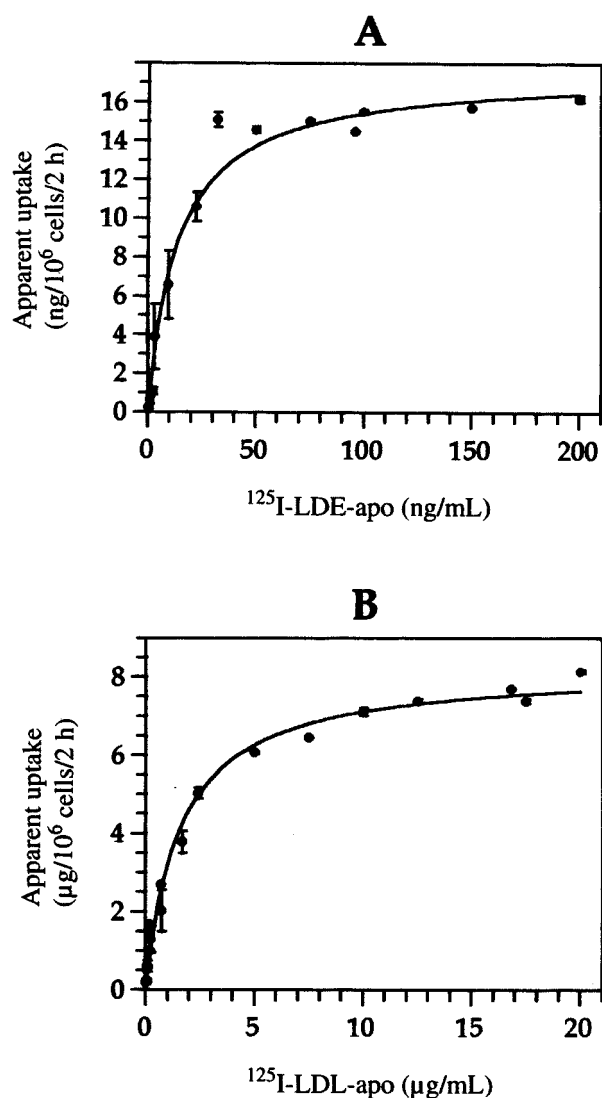 A
Apparent uptake
(ng/10⁶ cells/2 h)
16
14
12
10
8
6
4
2
0
0 50 100 150 200
¹²⁵I-LDE-apo (ng/mL)
B
Apparent uptake
(µg/10⁶ cells/2 h)
8
6
4
2
0
0 5 10 15 20
¹²⁵I-LDL-apo (µg/mL)